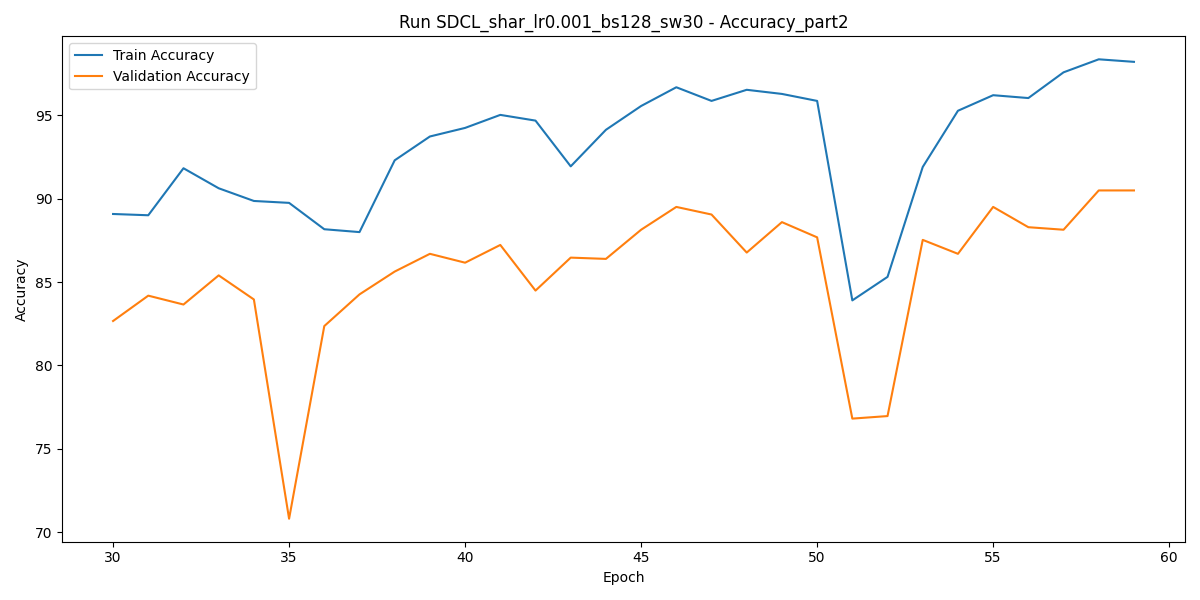 Run SDCL_shar_lr0.001_bs128_sw30 - Accuracy_part2
Train Accuracy
Validation Accuracy
95
90
85
80
75
70
Accuracy
30 35 40 45 50 55 60
Epoch